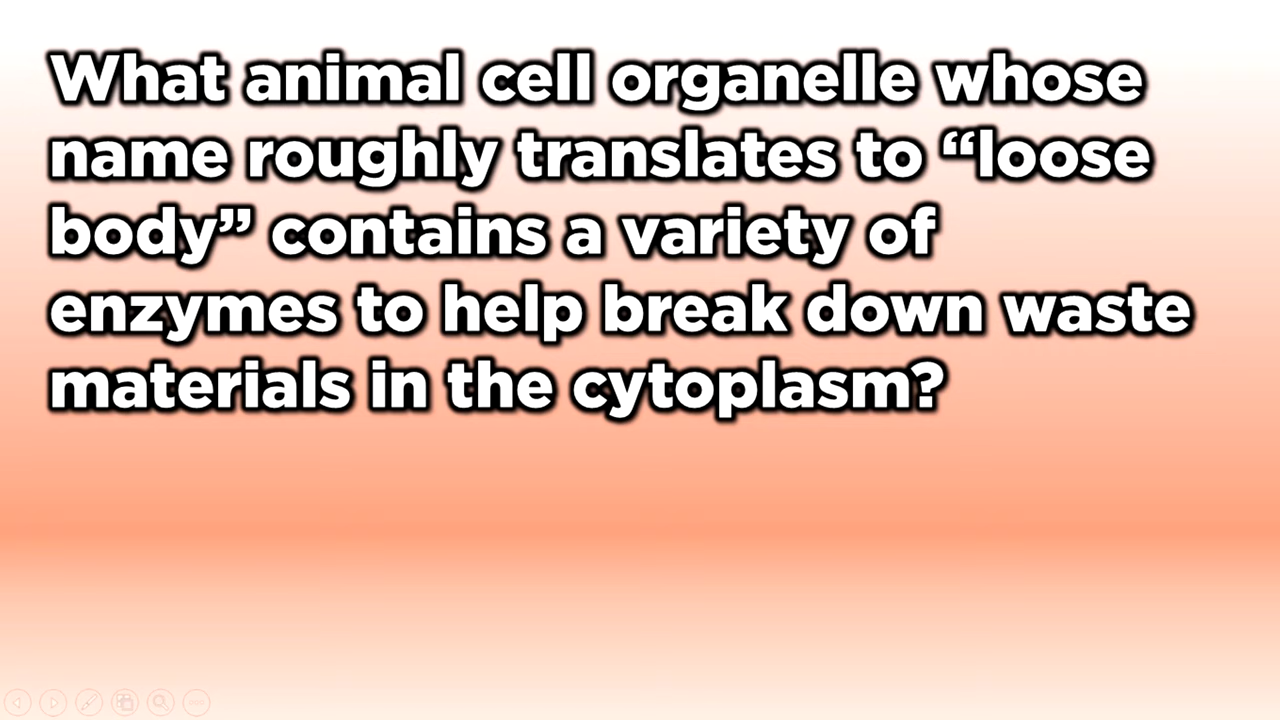 What animal cell organelle whose
name roughly translates to “loose
body” contains a variety of
enzymes to help break down waste
materials in the cytoplasm?